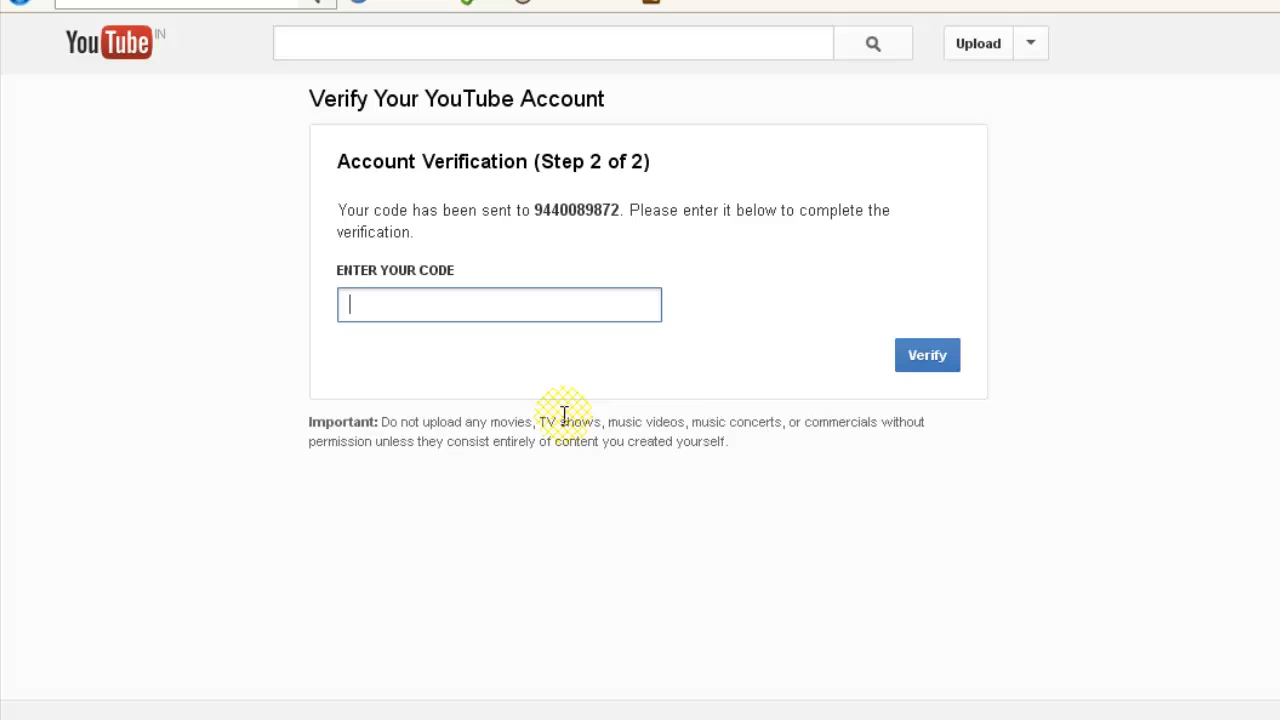 YouTube IN
Upload
Verify Your YouTube Account
Account Verification (Step 2 of 2)
Your code has been sent to 9440089872. Please enter it below to complete the
verification.
ENTER YOUR CODE
Verify
Important: Do not upload any movies, TV shows, music videos, music concerts, or commercials without
permission unless they consist entirely of content you created yourself.